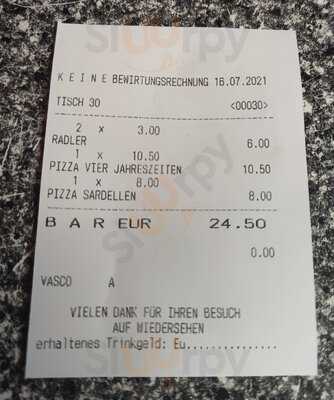 sluurpy
K E I N E BEWIRTUNGSRECHNUNG 16.07.2021
TISCH 30 <00030>
2 x 3.00
RADLER 6.00
1 x 10.50
PIZZA VIER JAHRESZEITEN 10.50
1 x 8.00
PIZZA SARDELLEN 8.00
B A R EUR 24.50
0.00
VASCO A
VIELEN DANK FÜR IHREN BESUCH
AUF WIEDERSEHEN
erhaltenes Trinkgeld: Eu...............